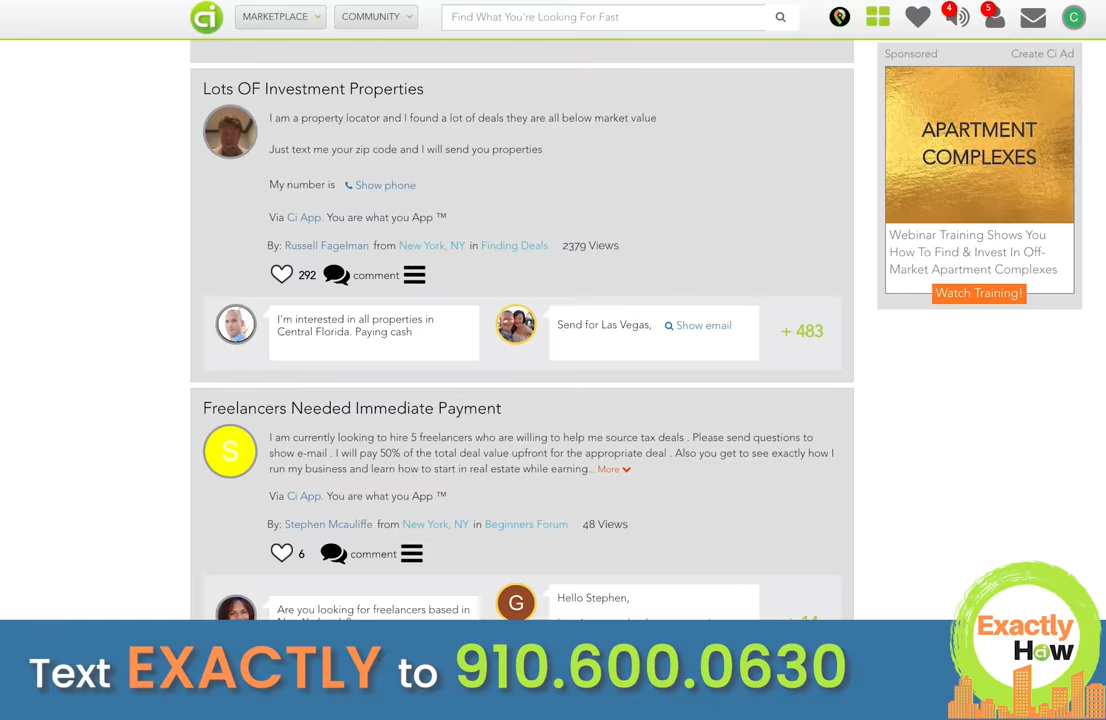 ci MARKETPLACE COMMUNITY Find What You're Looking For Fast 4 5 C
Sponsored Create Ci Ad
APARTMENT
COMPLEXES
Webinar Training Shows You
How To Find & Invest In Off-
Market Apartment Complexes
Watch Training!
Lots OF Investment Properties
I am a property locator and I found a lot of deals they are all below market value
Just text me your zip code and I will send you properties
My number is Show phone
Via Ci App. You are what you App ™
By: Russell Fagelman from New York, NY in Finding Deals 2379 Views
292 comment
I'm interested in all properties in
Central Florida. Paying cash
Send for Las Vegas, Show email
+ 483
Freelancers Needed Immediate Payment
S
I am currently looking to hire 5 freelancers who are willing to help me source tax deals . Please send questions to
show e-mail . I will pay 50% of the total deal value upfront for the appropriate deal . Also you get to see exactly how I
run my business and learn how to start in real estate while earning... More
Via Ci App. You are what you App ™
By: Stephen Mcauliffe from New York, NY in Beginners Forum 48 Views
6 comment
Are you looking for freelancers based in
G
Hello Stephen,
Text EXACTLY to 910.600.0630
Exactly
How